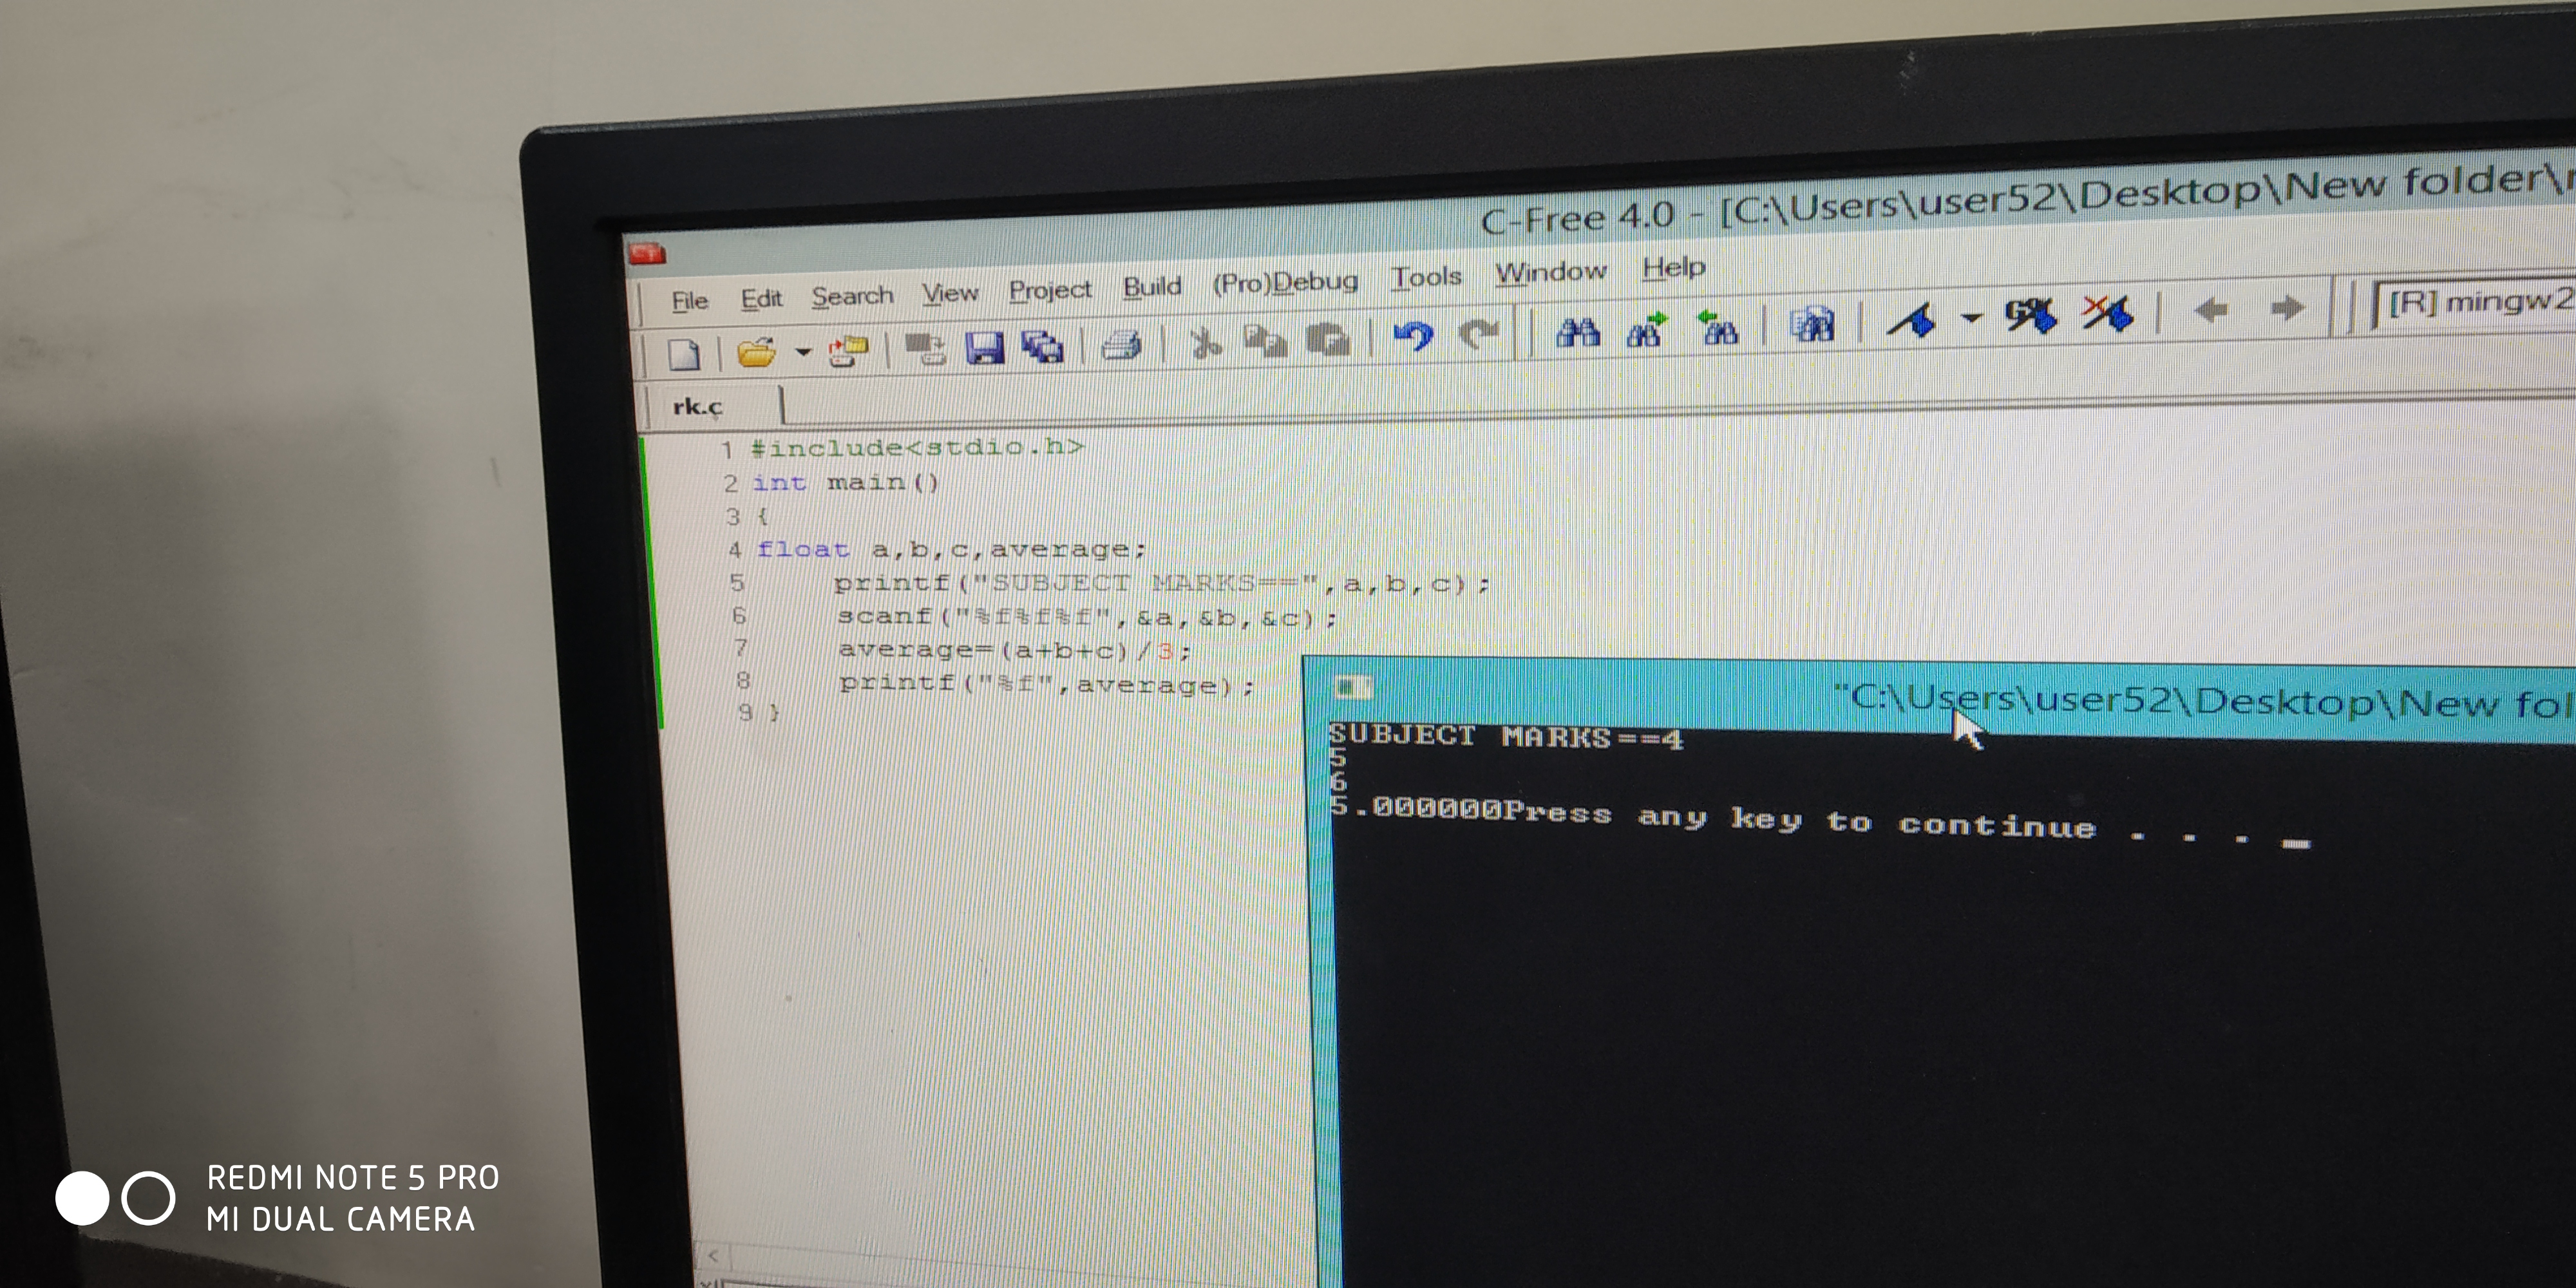 C-Free 4.0 - [C:\Users\user52\Desktop\New folder\
File Edit Search View Project Build (Pro)Debug Tools Window Help
[R] mingw2
rk.c
1 #include<stdio.h>
2 int main()
3 {
4 float a,b,c,average;
5 printf("SUBJECT MARKS==",a,b,c);
6 scanf("%f%f%f",&a,&b,&c);
7 average=(a+b+c)/3;
8 printf("%f",average);
9 }
"C:\Users\user52\Desktop\New fol
SUBJECT MARKS==4
5
6
5.000000Press any key to continue . . . _
REDMI NOTE 5 PRO
MI DUAL CAMERA